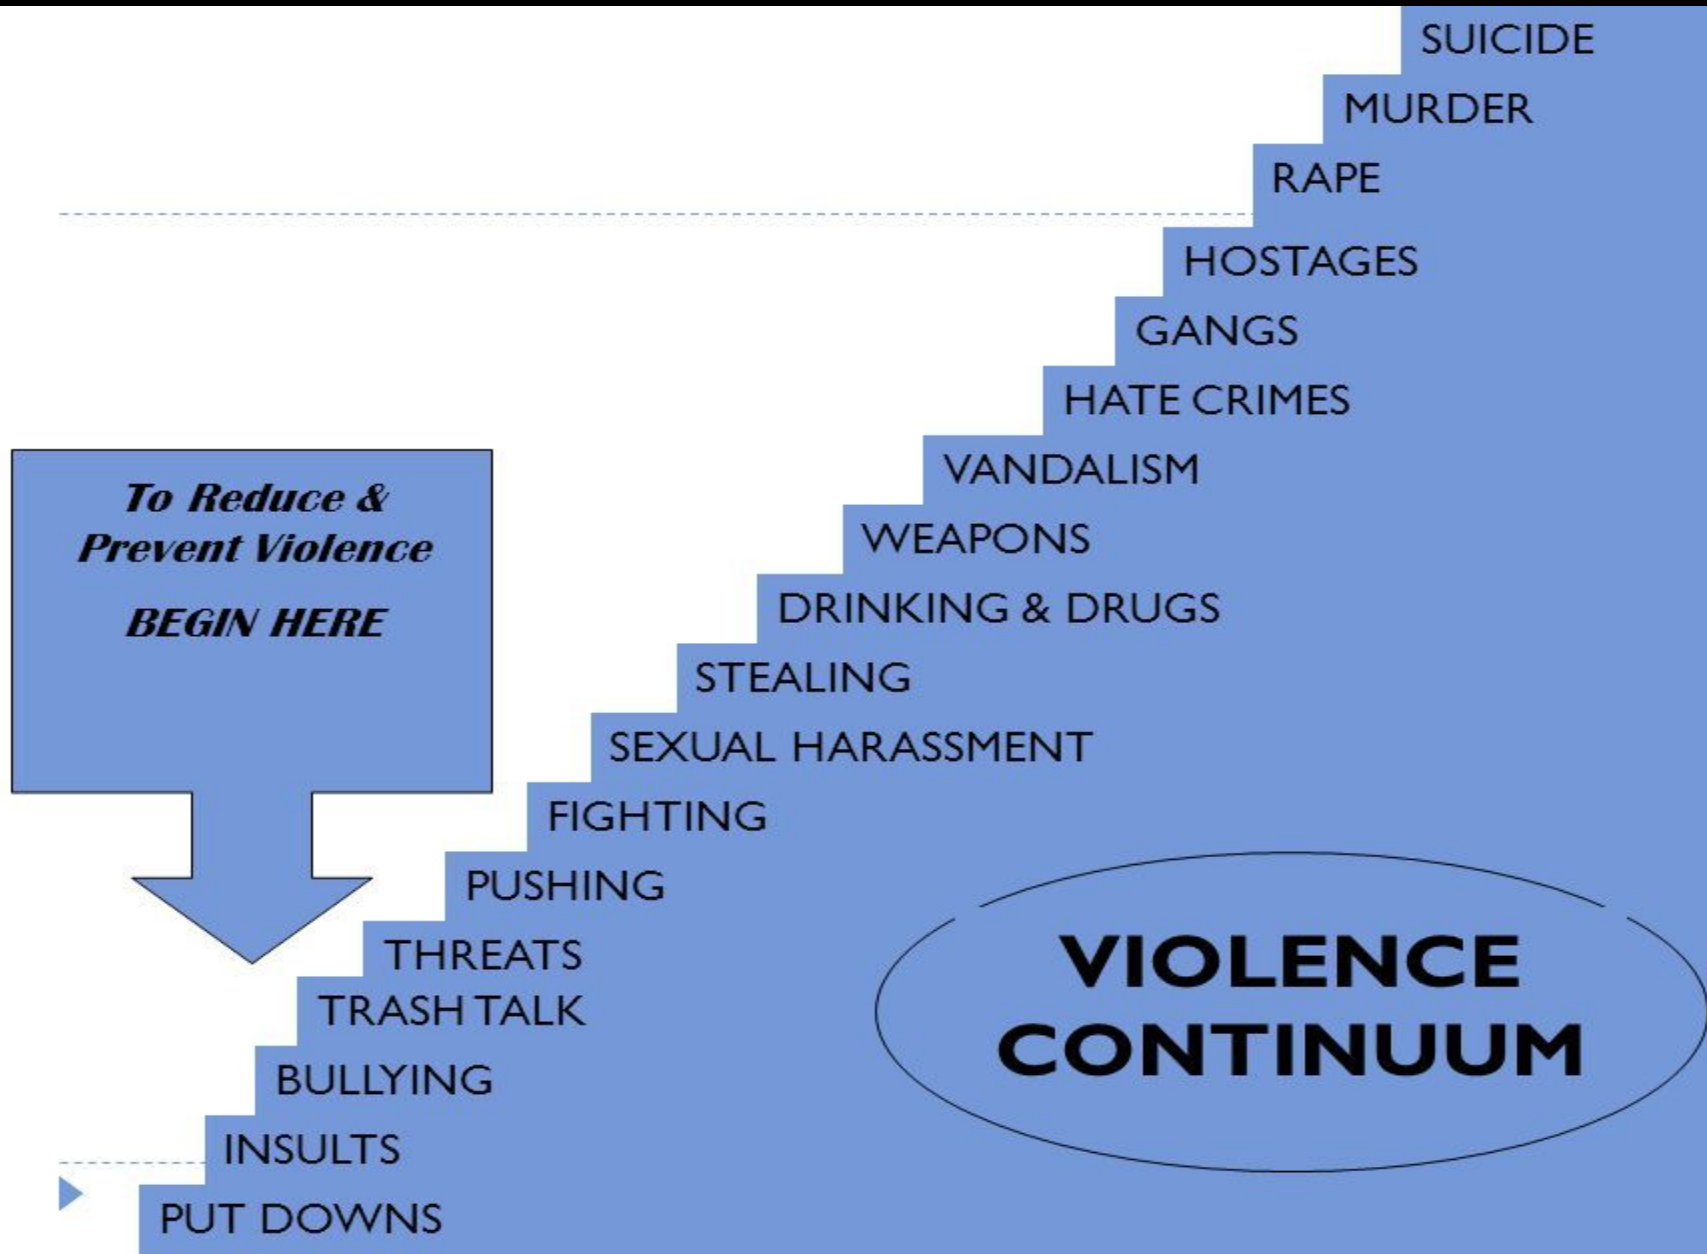 SUICIDE
MURDER
RAPE
HOSTAGES
GANGS
HATE CRIMES
VANDALISM
WEAPONS
DRINKING & DRUGS
STEALING
SEXUAL HARASSMENT
FIGHTING
PUSHING
THREATS
TRASH TALK
BULLYING
INSULTS
PUT DOWNS
To Reduce &
Prevent Violence
BEGIN HERE
VIOLENCE
CONTINUUM